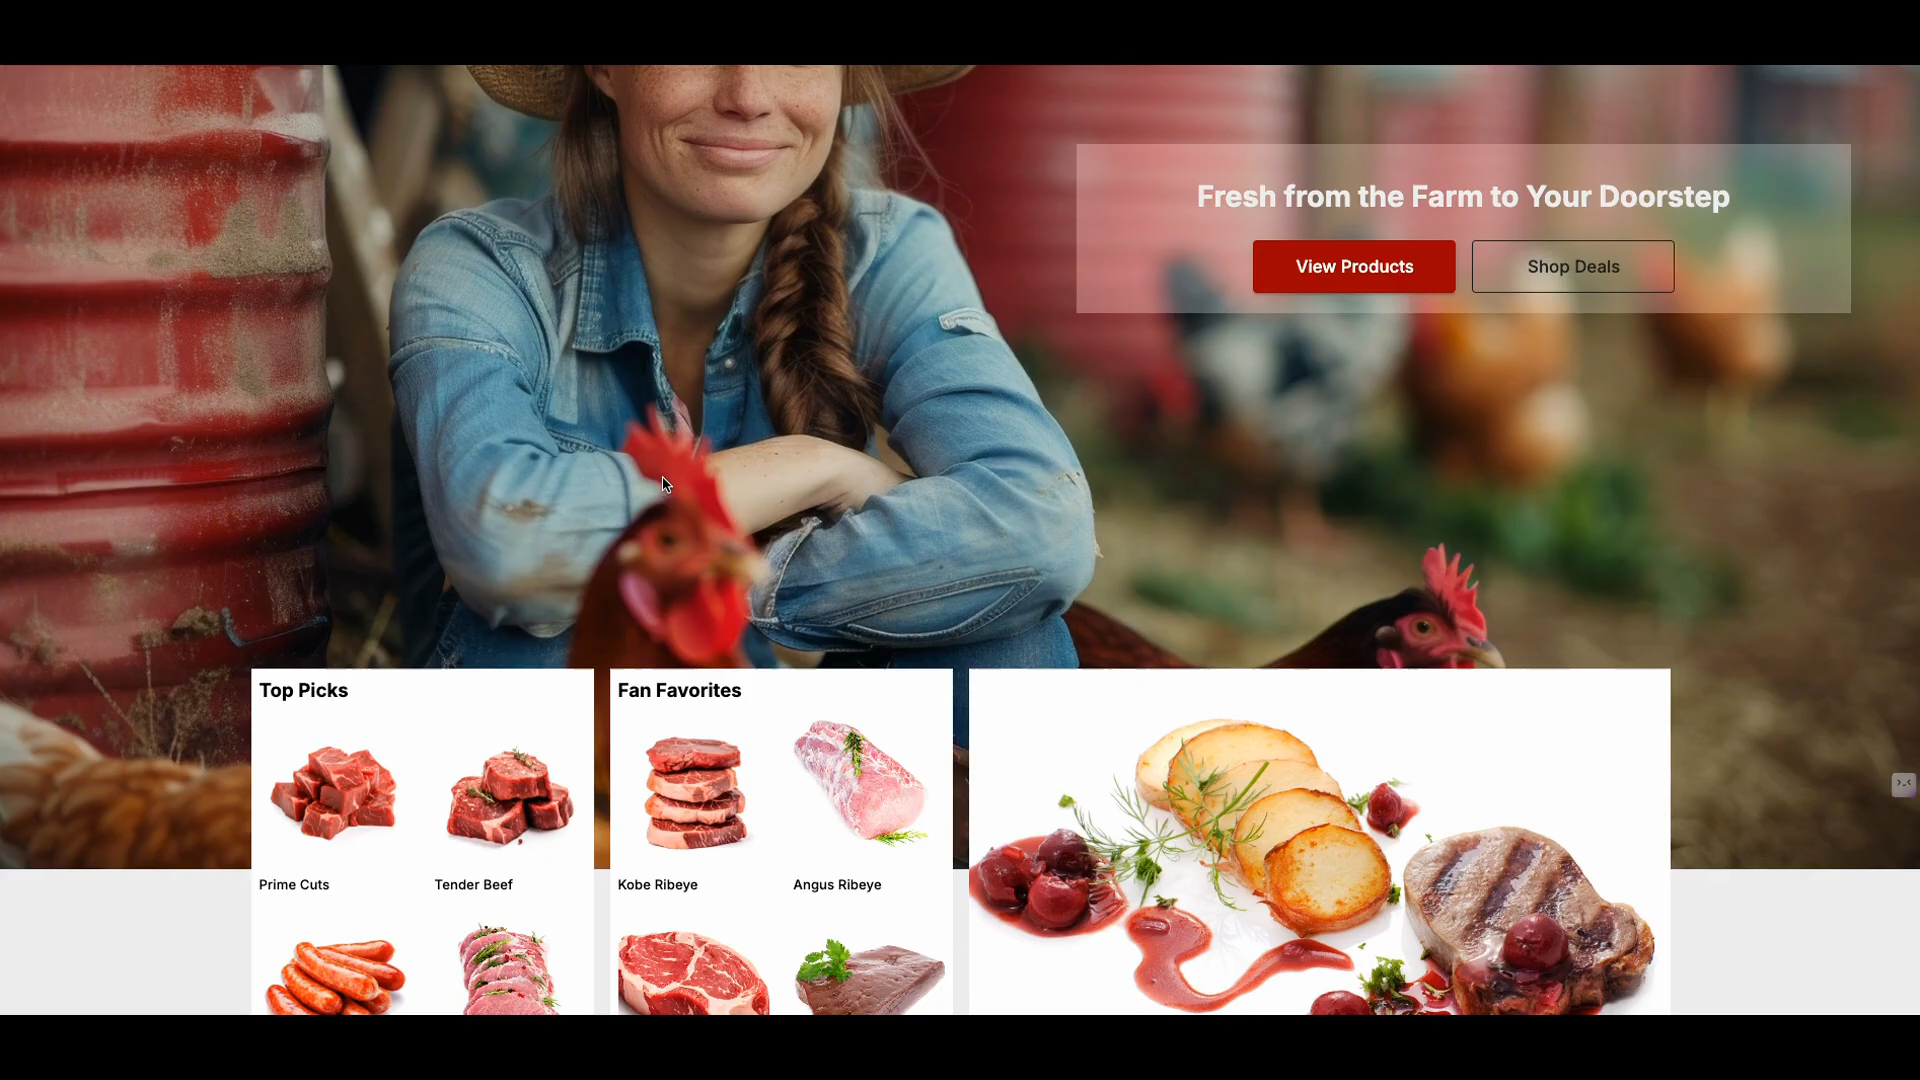 Fresh from the Farm to Your Doorstep
View Products
Shop Deals
Top Picks
Fan Favorites
Prime Cuts
Tender Beef
Kobe Ribeye
Angus Ribeye